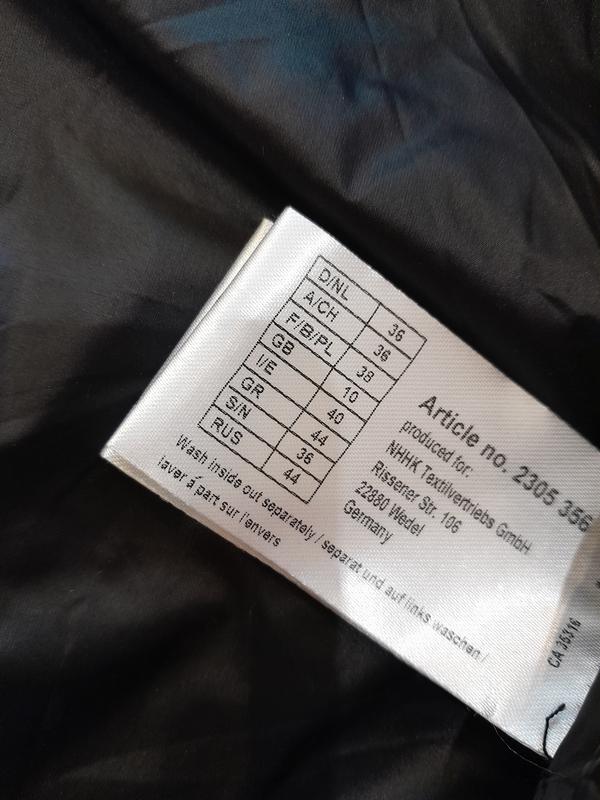 D/NL 36
A/CH 36
F/B/PL 38
GB 10
I/E 40
GR 44
S/N 36
RUS 44
Article no. 2305 356
produced for:
NHHK Textilvertriebs GmbH
Rissener Str. 106
22880 Wedel
Germany
Wash inside out separately / separat und auf links waschen /
laver à part sur l'envers
CA 35316